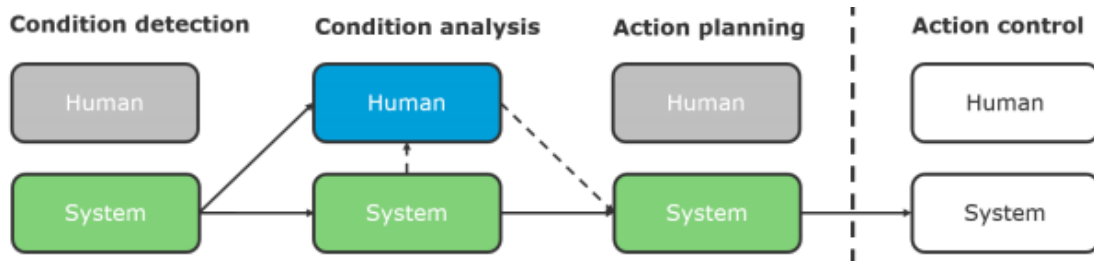 Condition detection
Condition analysis
Action planning
Action control
Human
Human
Human
Human
System
System
System
System